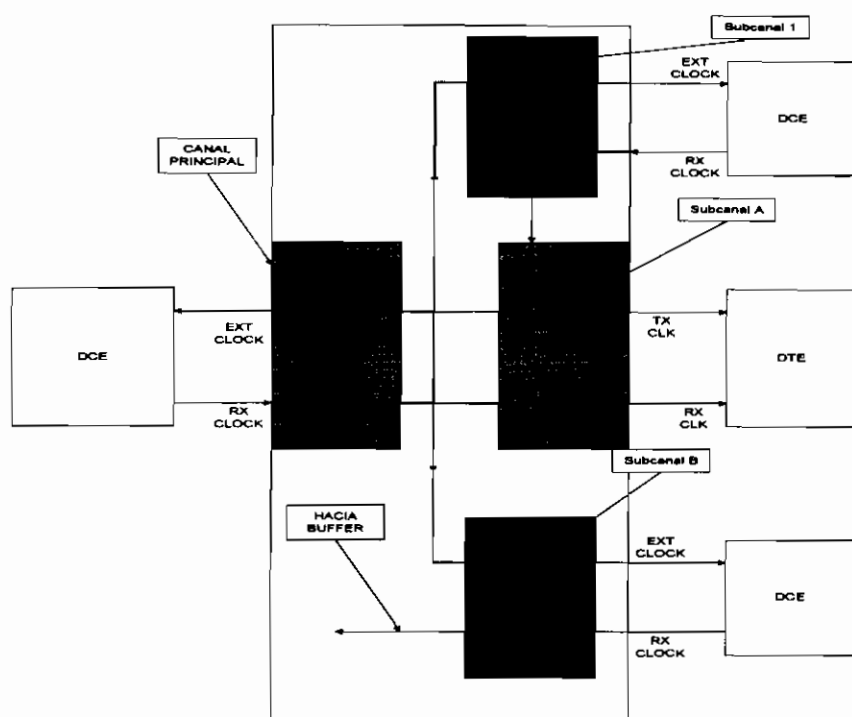 Subcanal 1
EXT
CLOCK
DCE
RX
CLOCK
CANAL
PRINCIPAL
Subcanal A
EXT
CLOCK
DCE
RX
CLOCK
TX
CLK
DTE
RX
CLK
Subcanal B
HACIA
BUFFER
EXT
CLOCK
DCE
RX
CLOCK